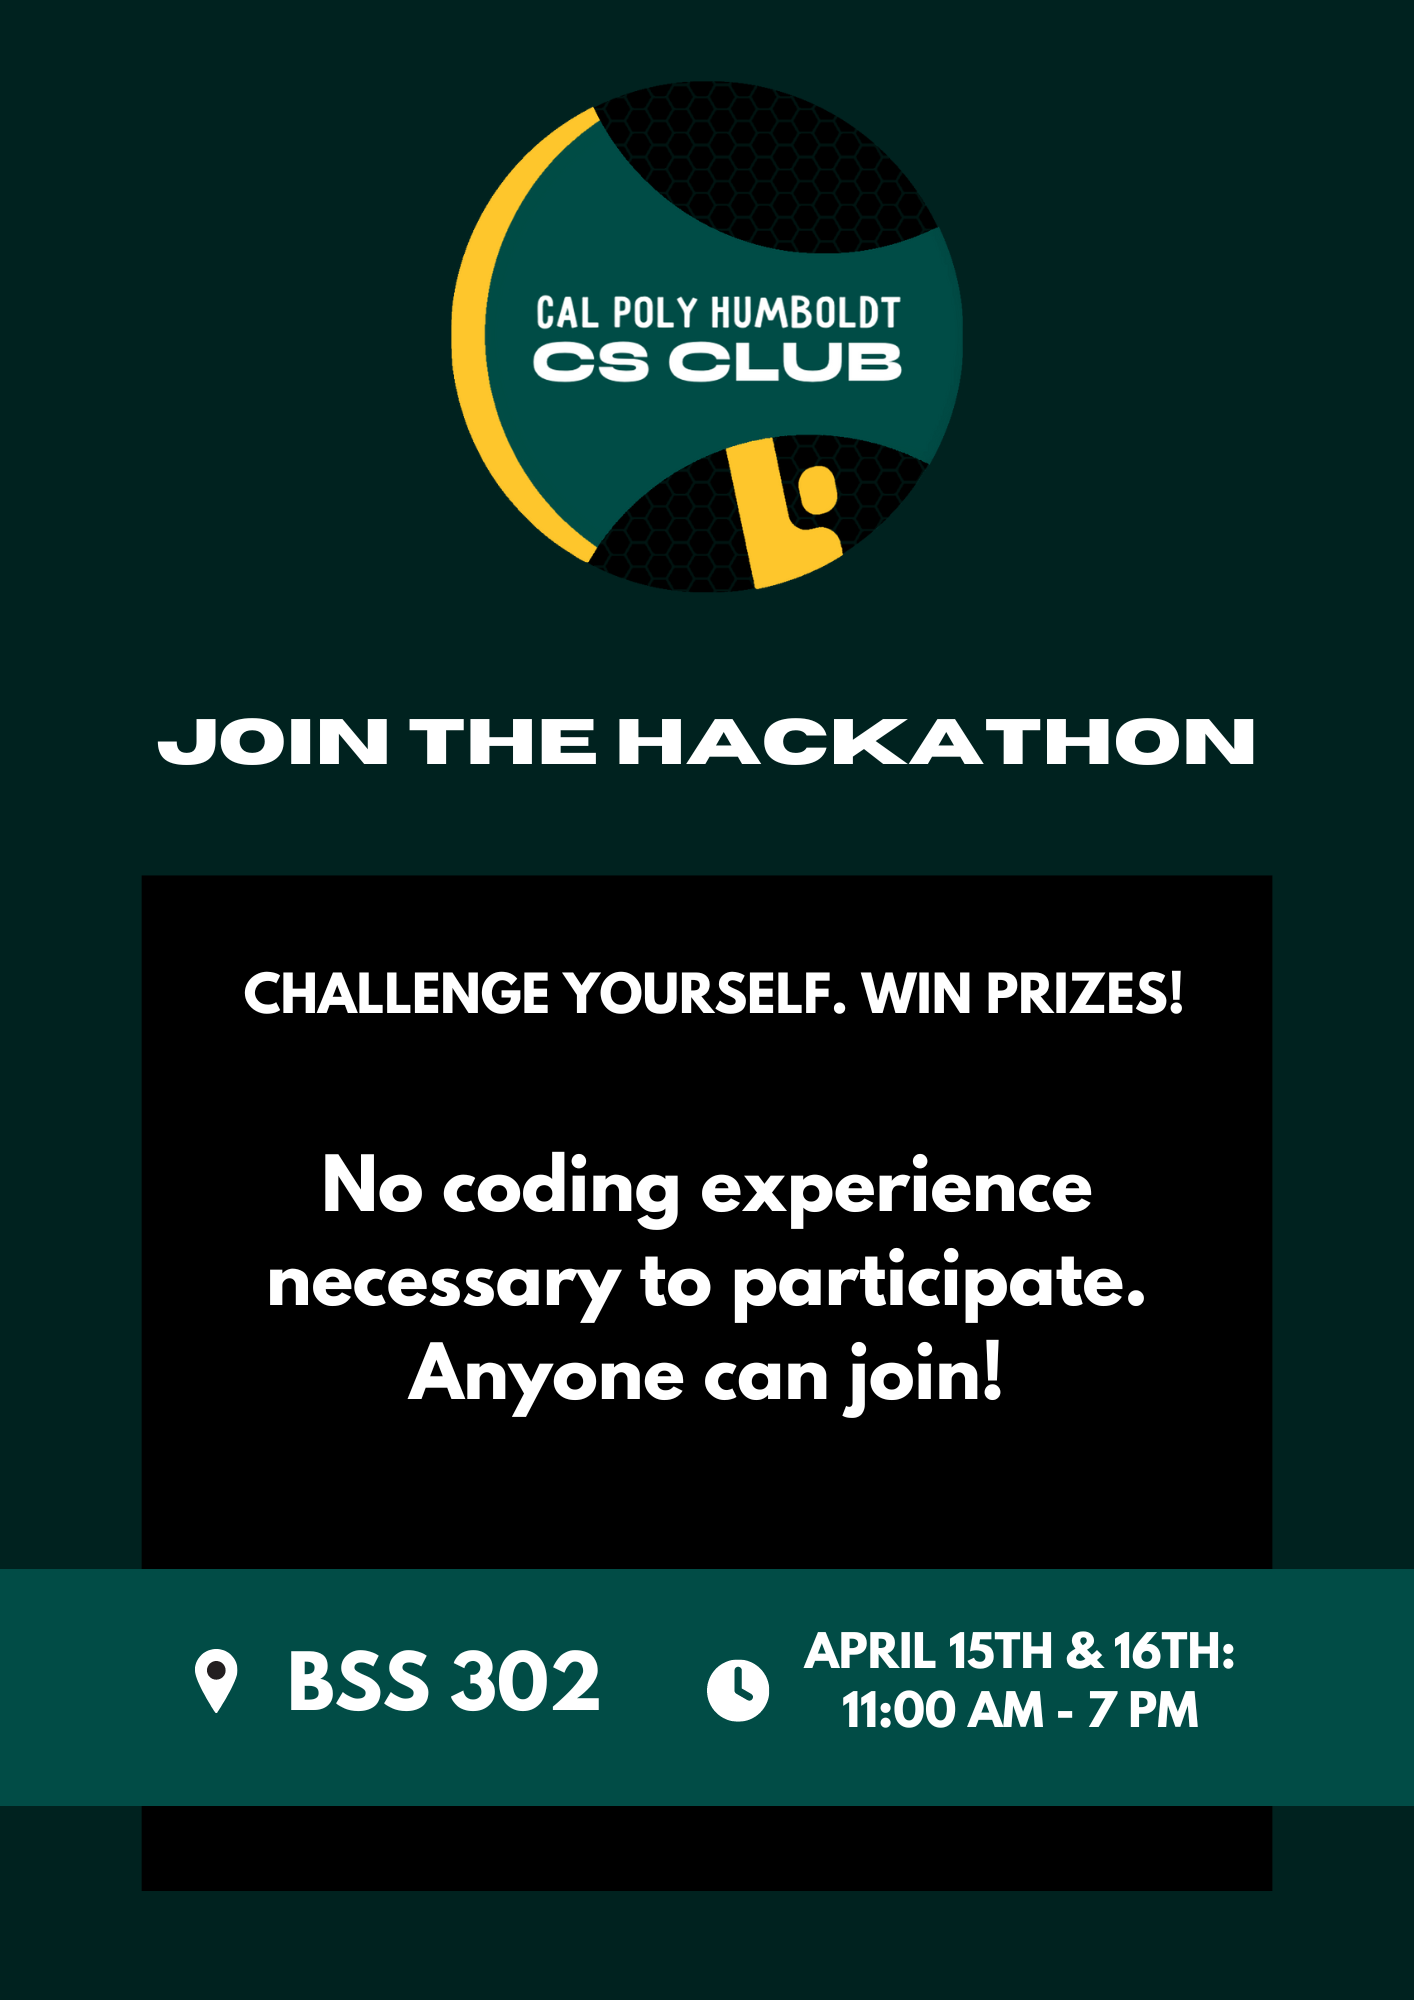 CAL POLY HUMBOLDT
CS CLUB
JOIN THE HACKATHON
CHALLENGE YOURSELF. WIN PRIZES!
No coding experience
necessary to participate.
Anyone can join!
BSS 302
APRIL 15TH & 16TH:
11:00 AM - 7 PM